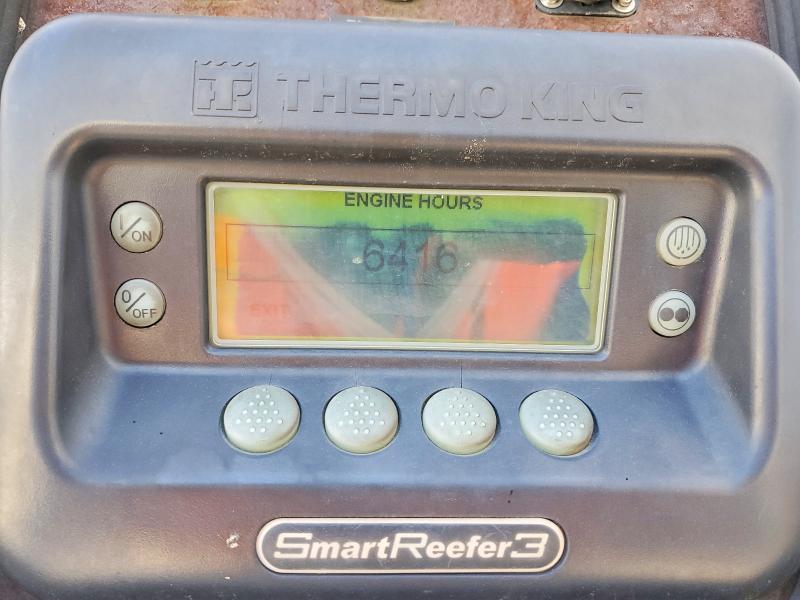 THERMO KING
ENGINE HOURS
I/ON
6416
0/OFF
EXIT
SmartReefer3